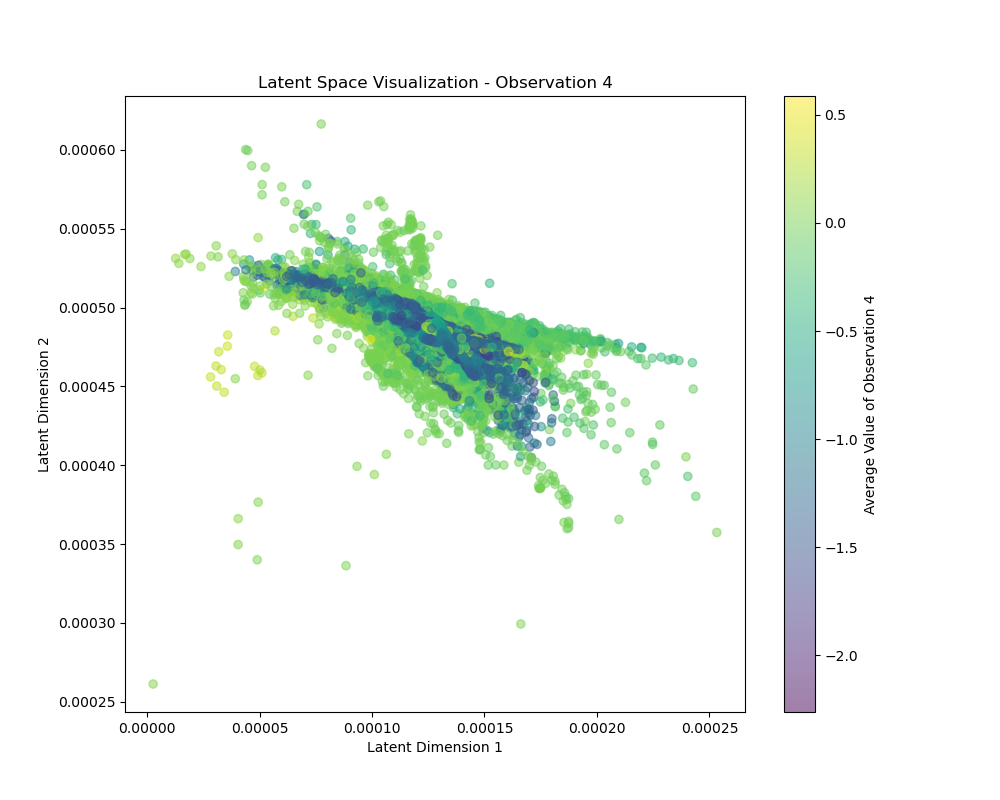 Latent Space Visualization - Observation 4
0.00060
0.00055
0.00050
0.00045
0.00040
0.00035
0.00030
0.00025
Latent Dimension 2
0.00000 0.00005 0.00010 0.00015 0.00020 0.00025
Latent Dimension 1
0.5
0.0
−0.5
−1.0
−1.5
−2.0
Average Value of Observation 4